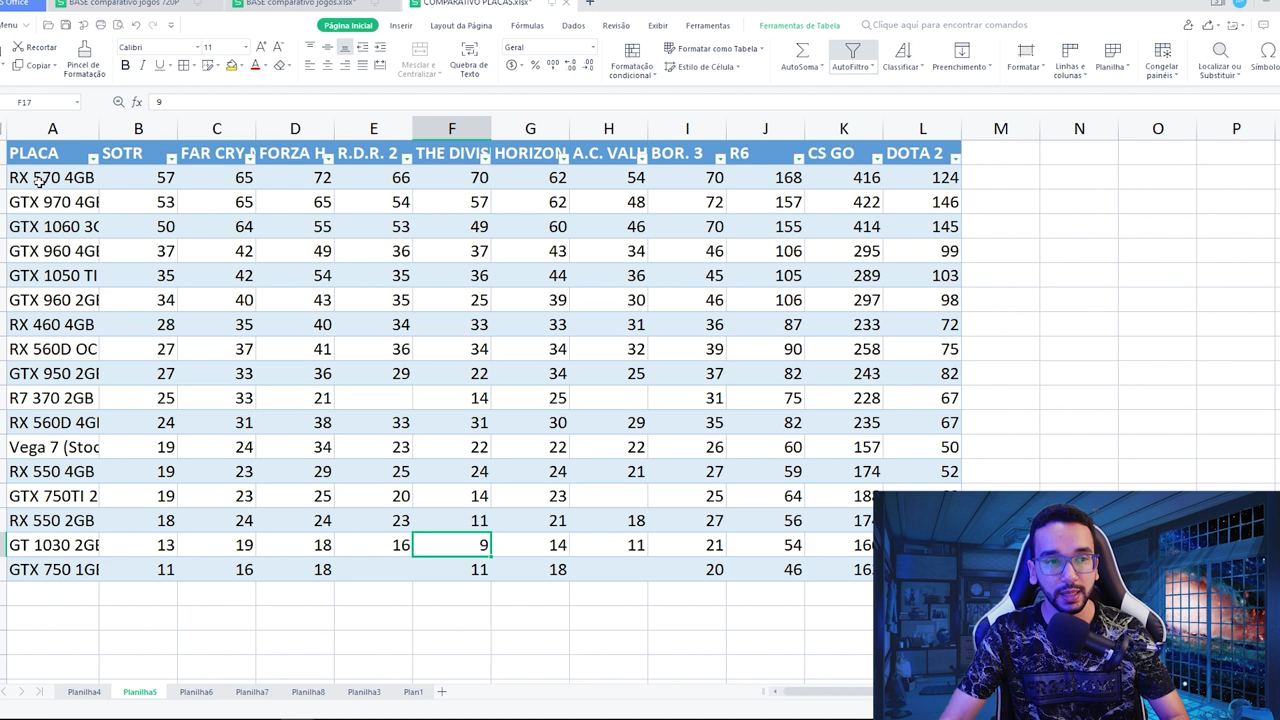 Office BASE comparativo jogos 720P BASE comparativo jogos.xlsx* COMPARATIVO PLACAS.xlsx*
Página Inicial Inserir Layout da Página Fórmulas Dados Revisão Exibir Ferramentas Ferramentas de Tabela Clique aqui para encontrar comandos
Recortar Calibri 11 Geral Formatar como Tabela
Copiar Pincel de Formatação Mesclar e Centralizar Quebra de Texto Formatação condicional Estilo de Célula AutoSoma AutoFiltro Classificar Preenchimento Formatar Linhas e colunas Planilha Congelar painéis Localizar ou Substituir Símbolo
F17 fx 9
A B C D E F G H I J K L M N O P
PLACA SOTR FAR CRY FORZA H R.D.R. 2 THE DIVIS HORIZON A.C. VALH BOR. 3 R6 CS GO DOTA 2
RX 570 4GB 57 65 72 66 70 62 54 70 168 416 124
GTX 970 4GB 53 65 65 54 57 62 48 72 157 422 146
GTX 1060 3G 50 64 55 53 49 60 46 70 155 414 145
GTX 960 4GB 37 42 49 36 37 43 34 46 106 295 99
GTX 1050 TI 35 42 54 35 36 44 36 45 105 289 103
GTX 960 2GB 34 40 43 35 25 39 30 46 106 297 98
RX 460 4GB 28 35 40 34 33 33 31 36 87 233 72
RX 560D OC 27 37 41 36 34 34 32 39 90 258 75
GTX 950 2GB 27 33 36 29 22 34 25 37 82 243 82
R7 370 2GB 25 33 21 14 25 31 75 228 67
RX 560D 4GB 24 31 38 33 31 30 29 35 82 235 67
Vega 7 (Stoc 19 24 34 23 22 22 22 26 60 157 50
RX 550 4GB 19 23 29 25 24 24 21 27 59 174 52
GTX 750TI 2 19 23 25 20 14 23 25 64
RX 550 2GB 18 24 24 23 11 21 18 27 56
GT 1030 2GB 13 19 18 16 9 14 11 21 54
GTX 750 1GB 11 16 18 11 18 20 46
Planilha4 Planilha5 Planilha6 Planilha7 Planilha8 Planilha3 Plan1